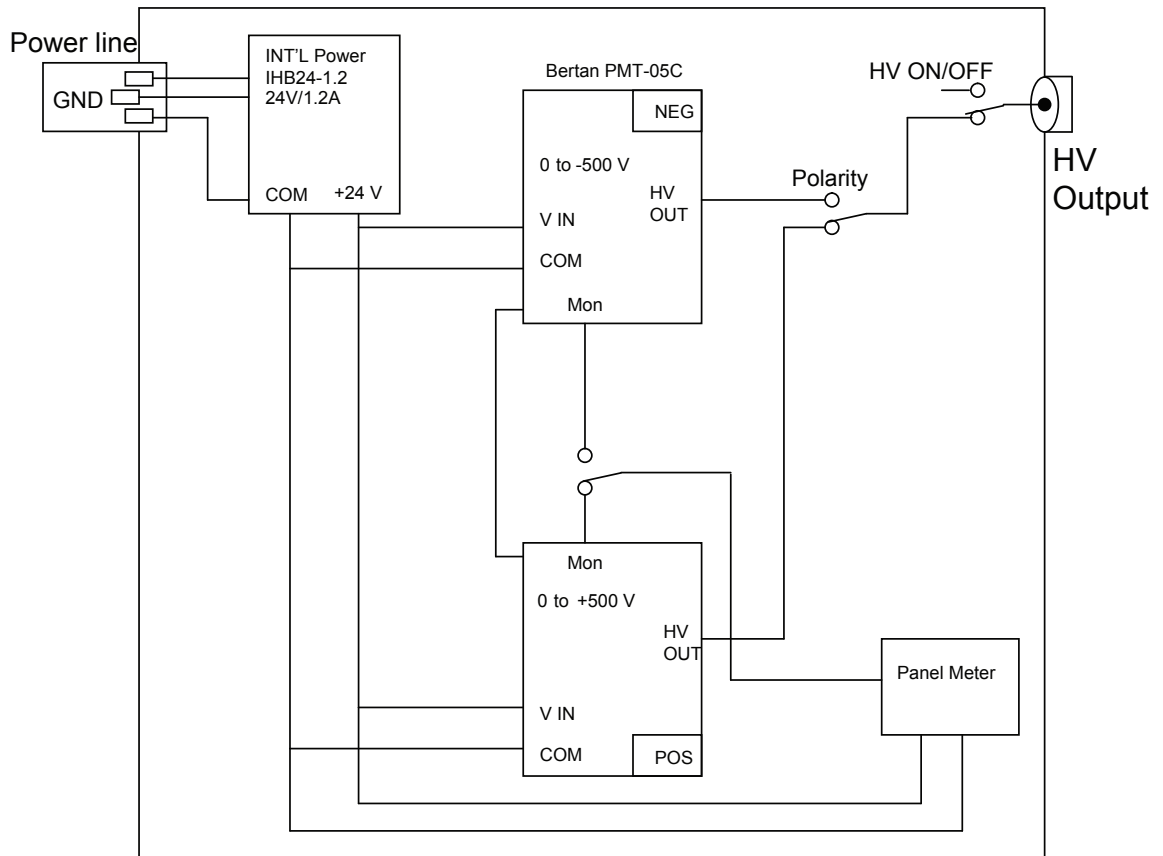 Power line
GND
INT'L Power
IHB24-1.2
24V/1.2A
COM +24 V
Bertan PMT-05C
NEG
0 to -500 V
HV
OUT
V IN
COM
Mon
Polarity
HV ON/OFF
HV
Output
Mon
0 to +500 V
HV
OUT
V IN
COM
POS
Panel Meter